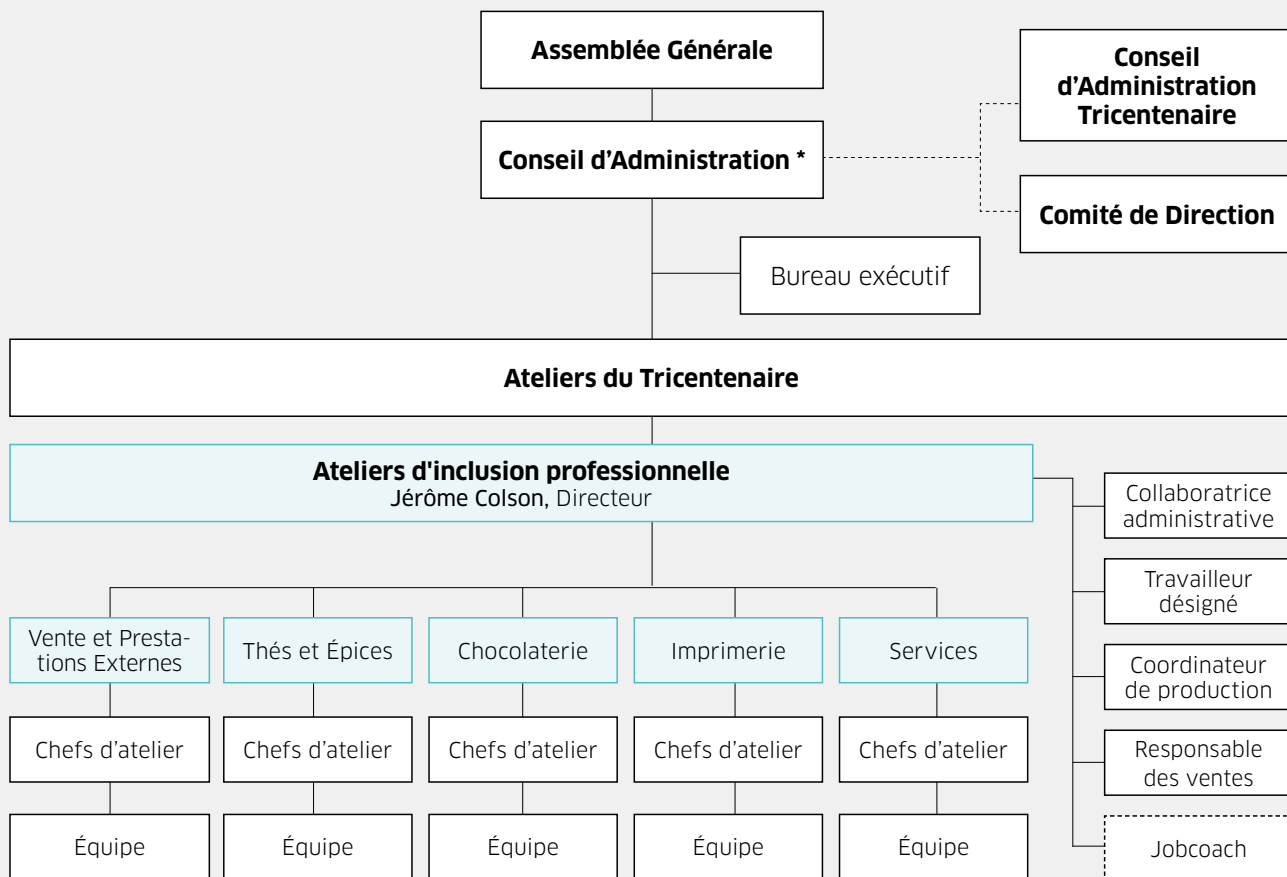 Assemblée Générale
Conseil
d'Administration
Tricentenaire
Conseil d'Administration *
Comité de Direction
Bureau exécutif
Ateliers du Tricentenaire
Ateliers d'inclusion professionnelle
Jérôme Colson, Directeur
Collaboratrice
administrative
Travailleur
désigné
Coordinateur
de production
Responsable
des ventes
Jobcoach
Vente et Presta-
tions Externes
Thés et Épices
Chocolaterie
Imprimerie
Services
Chefs d'atelier
Chefs d'atelier
Chefs d'atelier
Chefs d'atelier
Chefs d'atelier
Équipe
Équipe
Équipe
Équipe
Équipe